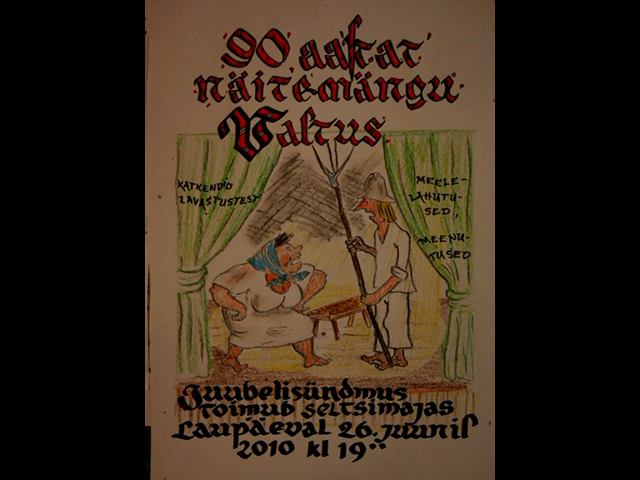 90 aastat
näitemängu
Valtus
KATKENDID
LAVASTUSTEST
MEELE-
LAHUTU-
SED,
MEENU-
TUSED
Juubelisündmus
toimub seltsimajas
Laupäeval 26. juunil
2010 kl 19°°